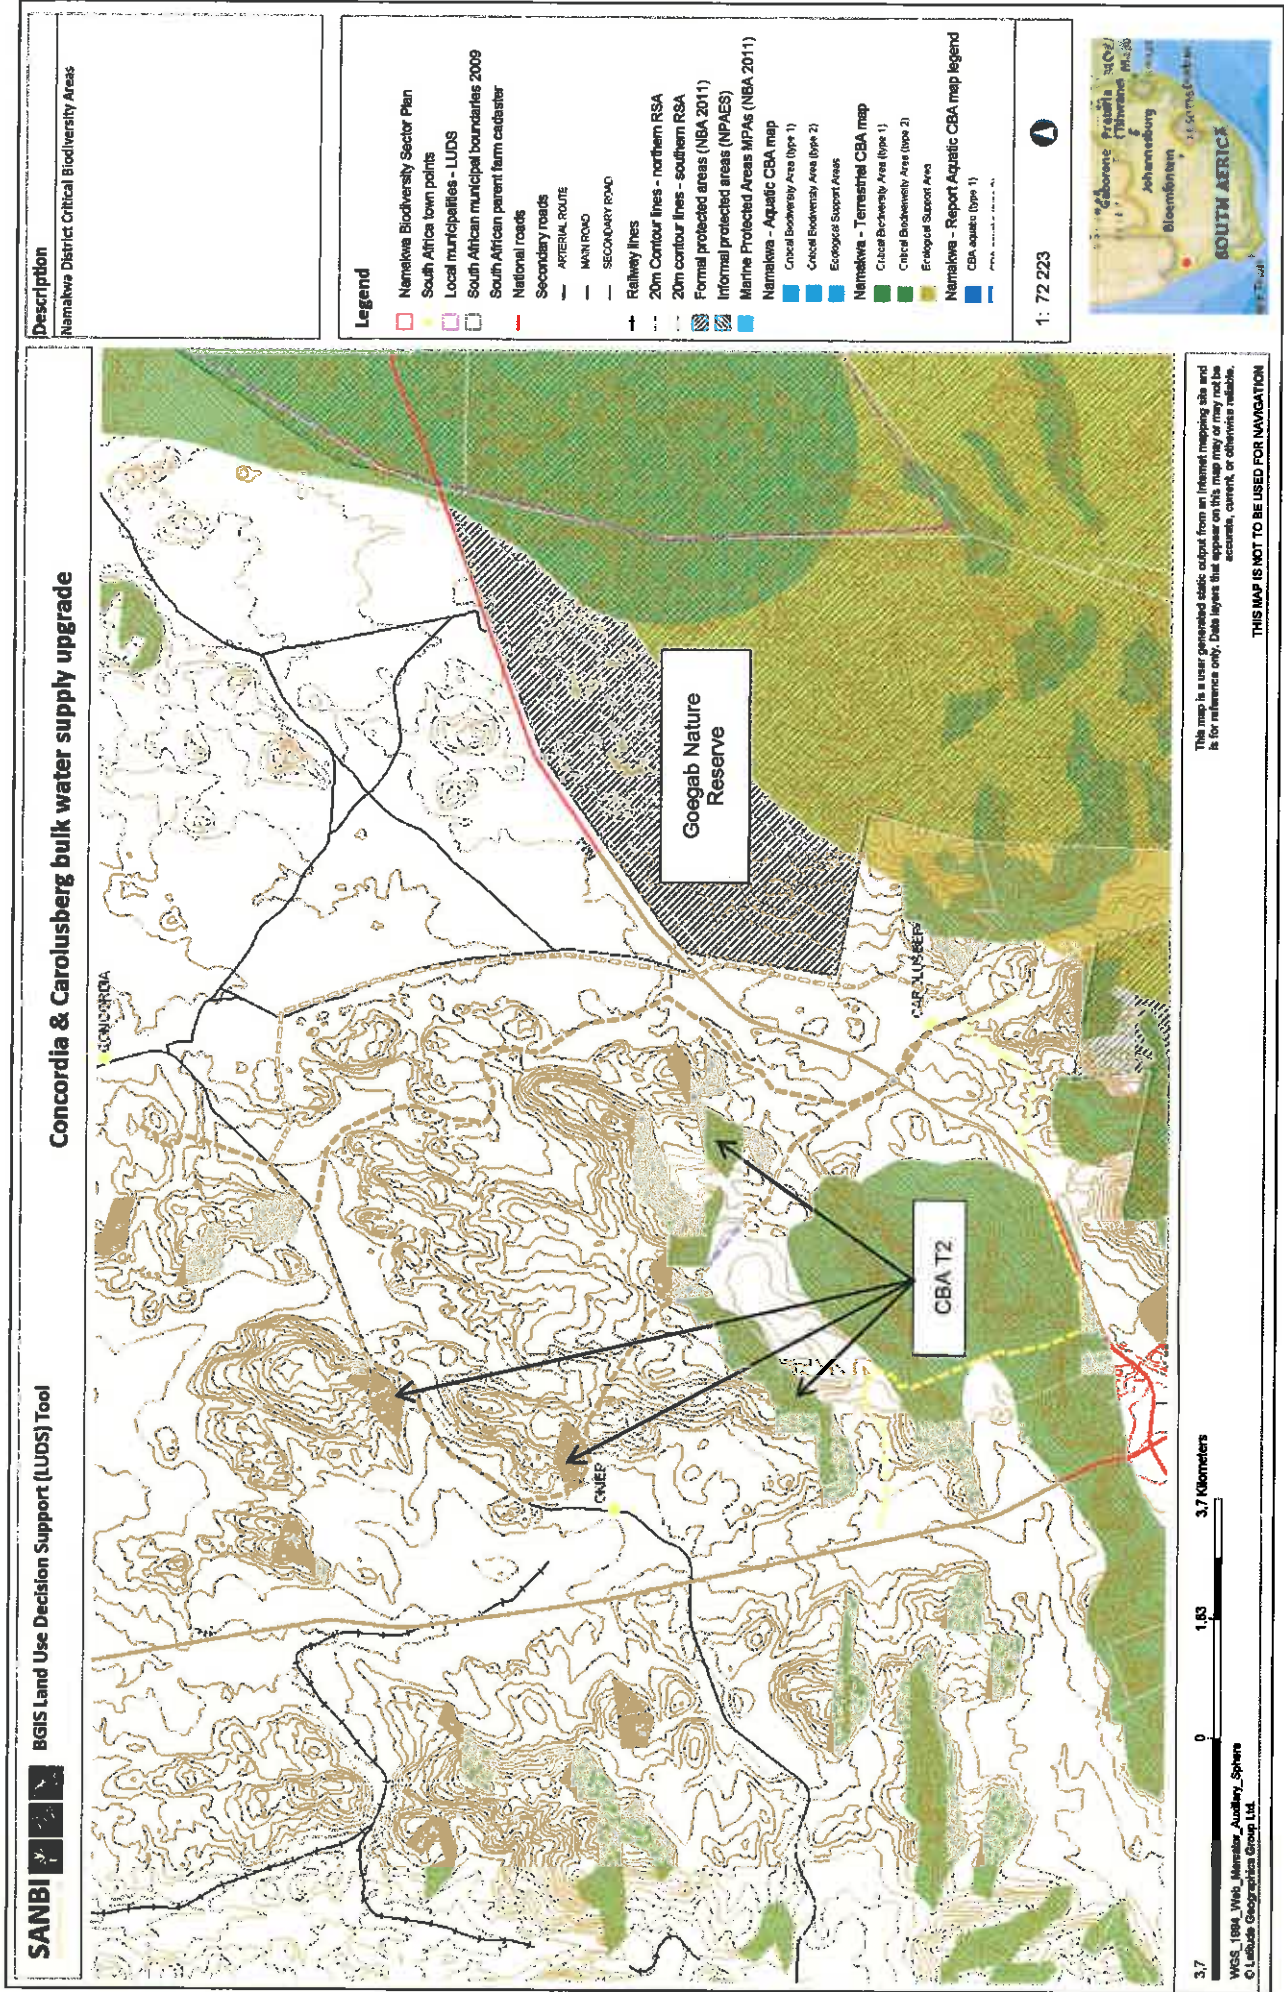 SANBI
BGIS Land Use Decision Support (LUDS) Tool
Concordia & Carolusberg bulk water supply upgrade
Description
Namakwa District Critical Biodiversity Areas
Legend
Namakwa Biodiversity Sector Plan
South Africa town points
Local municipalities - LUDS
South African municipal boundaries 2009
South African parent farm cadaster
National roads
Secondary roads
ARTERIAL ROUTE
MAIN ROAD
SECONDARY ROAD
Railway lines
20m Contour lines - northern RSA
20m contour lines - southern RSA
Formal protected areas (NBA 2011)
Informal protected areas (NPAES)
Marine Protected Areas MPAs (NBA 2011)
Namakwa - Aquatic CBA map
Critical Biodiversity Area (type 1)
Critical Biodiversity Area (type 2)
Ecological Support Areas
Namakwa - Terrestrial CBA map
Critical Biodiversity Area (type 1)
Critical Biodiversity Area (type 2)
Ecological Support Area
Namakwa - Report Aquatic CBA map legend
CBA aquatic (type 1)
1: 72 223
Gaborone
Pretoria
(Tshwane)
Johannesburg
Bloemfontein
SOUTH AFRICA
CONCORDIA
Goegab Nature
Reserve
CAROLUSBERG
CBA T2
OKIEP
3,7
0
1,63
3,7 Kilometers
WGS_1984_Web_Mercator_Auxiliary_Sphere
© Latitude Geographics Group Ltd.
This map is a user generated static output from an Internet mapping site and
is for reference only. Data layers that appear on this map may or may not be
accurate, current, or otherwise reliable.
THIS MAP IS NOT TO BE USED FOR NAVIGATION